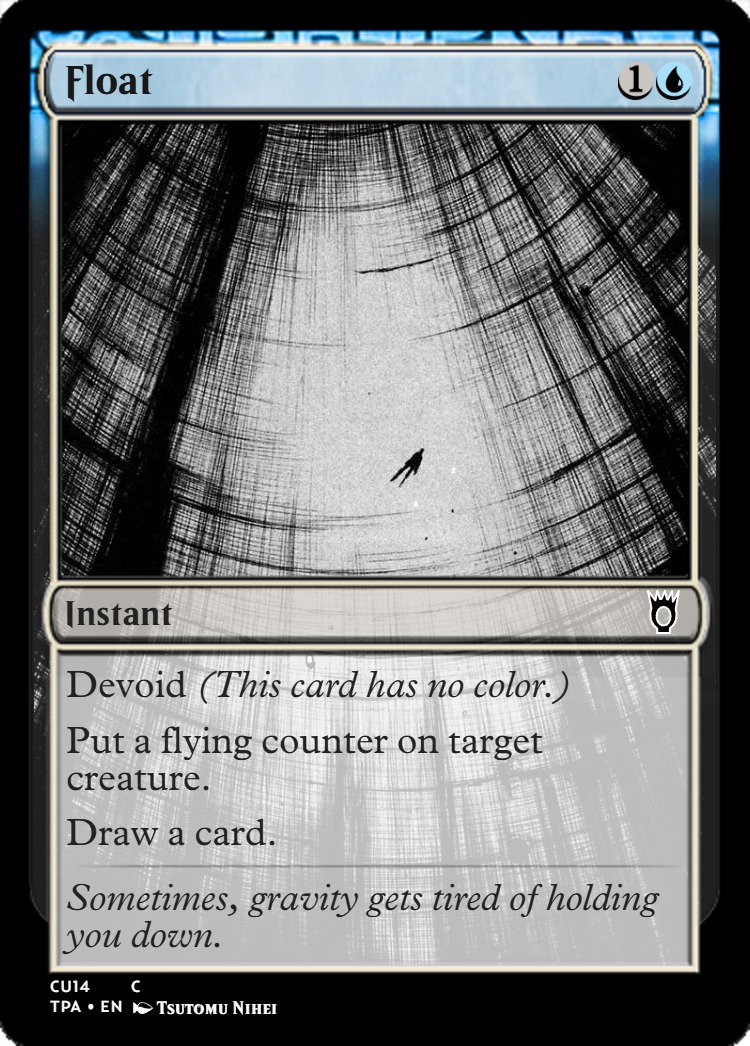 Float 1
Instant
Devoid (This card has no color.)
Put a flying counter on target
creature.
Draw a card.
Sometimes, gravity gets tired of holding
you down.
CU14 C
TPA • EN Tsutomu Nihei